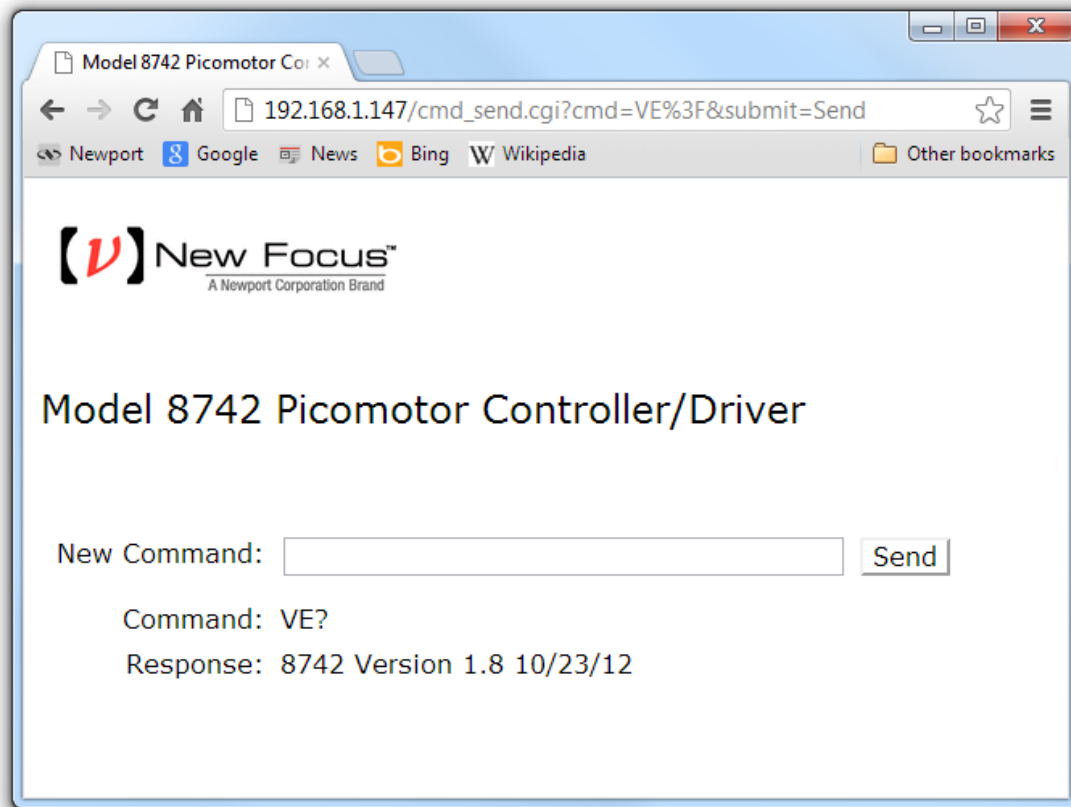 Model 8742 Picomotor Cor
192.168.1.147/cmd_send.cgi?cmd=VE%3F&submit=Send
Newport Google News Bing Wikipedia Other bookmarks
(ν) New Focus™
A Newport Corporation Brand
Model 8742 Picomotor Controller/Driver
New Command: Send
Command: VE?
Response: 8742 Version 1.8 10/23/12